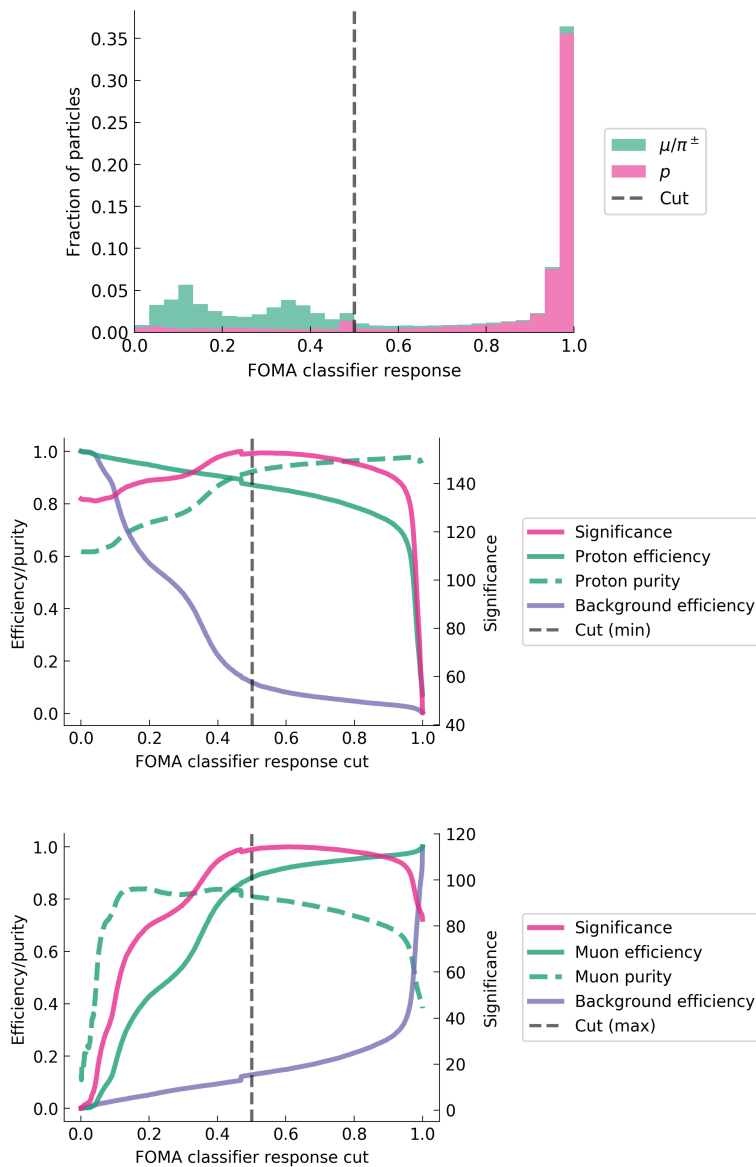 0.35
0.30
0.25
0.20
0.15
0.10
0.05
0.00
Fraction of particles
0.0 0.2 0.4 0.6 0.8 1.0
FOMA classifier response
μ/π±
p
Cut
1.0
0.8
0.6
0.4
0.2
0.0
Efficiency/purity
140
120
100
80
60
40
Significance
0.0 0.2 0.4 0.6 0.8 1.0
FOMA classifier response cut
Significance
Proton efficiency
Proton purity
Background efficiency
Cut (min)
1.0
0.8
0.6
0.4
0.2
0.0
Efficiency/purity
120
100
80
60
40
20
0
Significance
0.0 0.2 0.4 0.6 0.8 1.0
FOMA classifier response cut
Significance
Muon efficiency
Muon purity
Background efficiency
Cut (max)